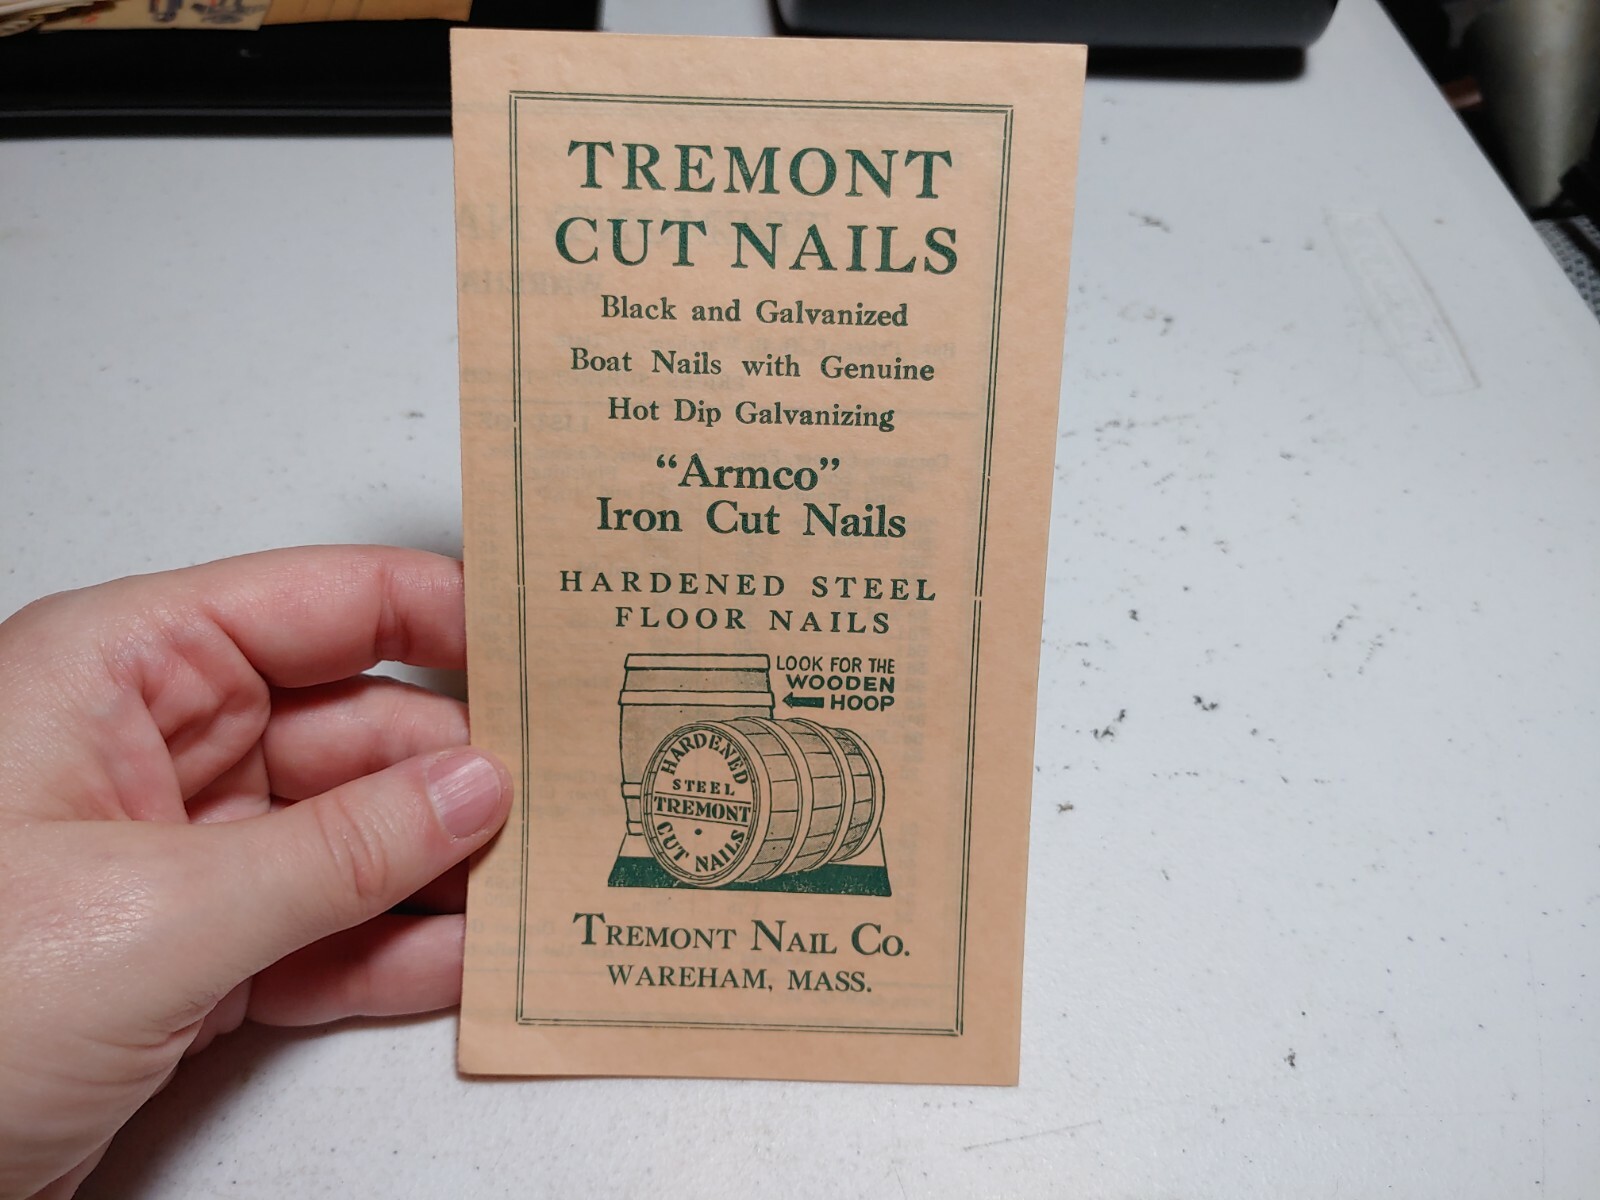 TREMONT
CUT NAILS
Black and Galvanized
Boat Nails with Genuine
Hot Dip Galvanizing
“Armco”
Iron Cut Nails
HARDENED STEEL
FLOOR NAILS
LOOK FOR THE
WOODEN
HOOP
HARDENED
STEEL
TREMONT
CUT NAILS
TREMONT NAIL CO.
WAREHAM, MASS.